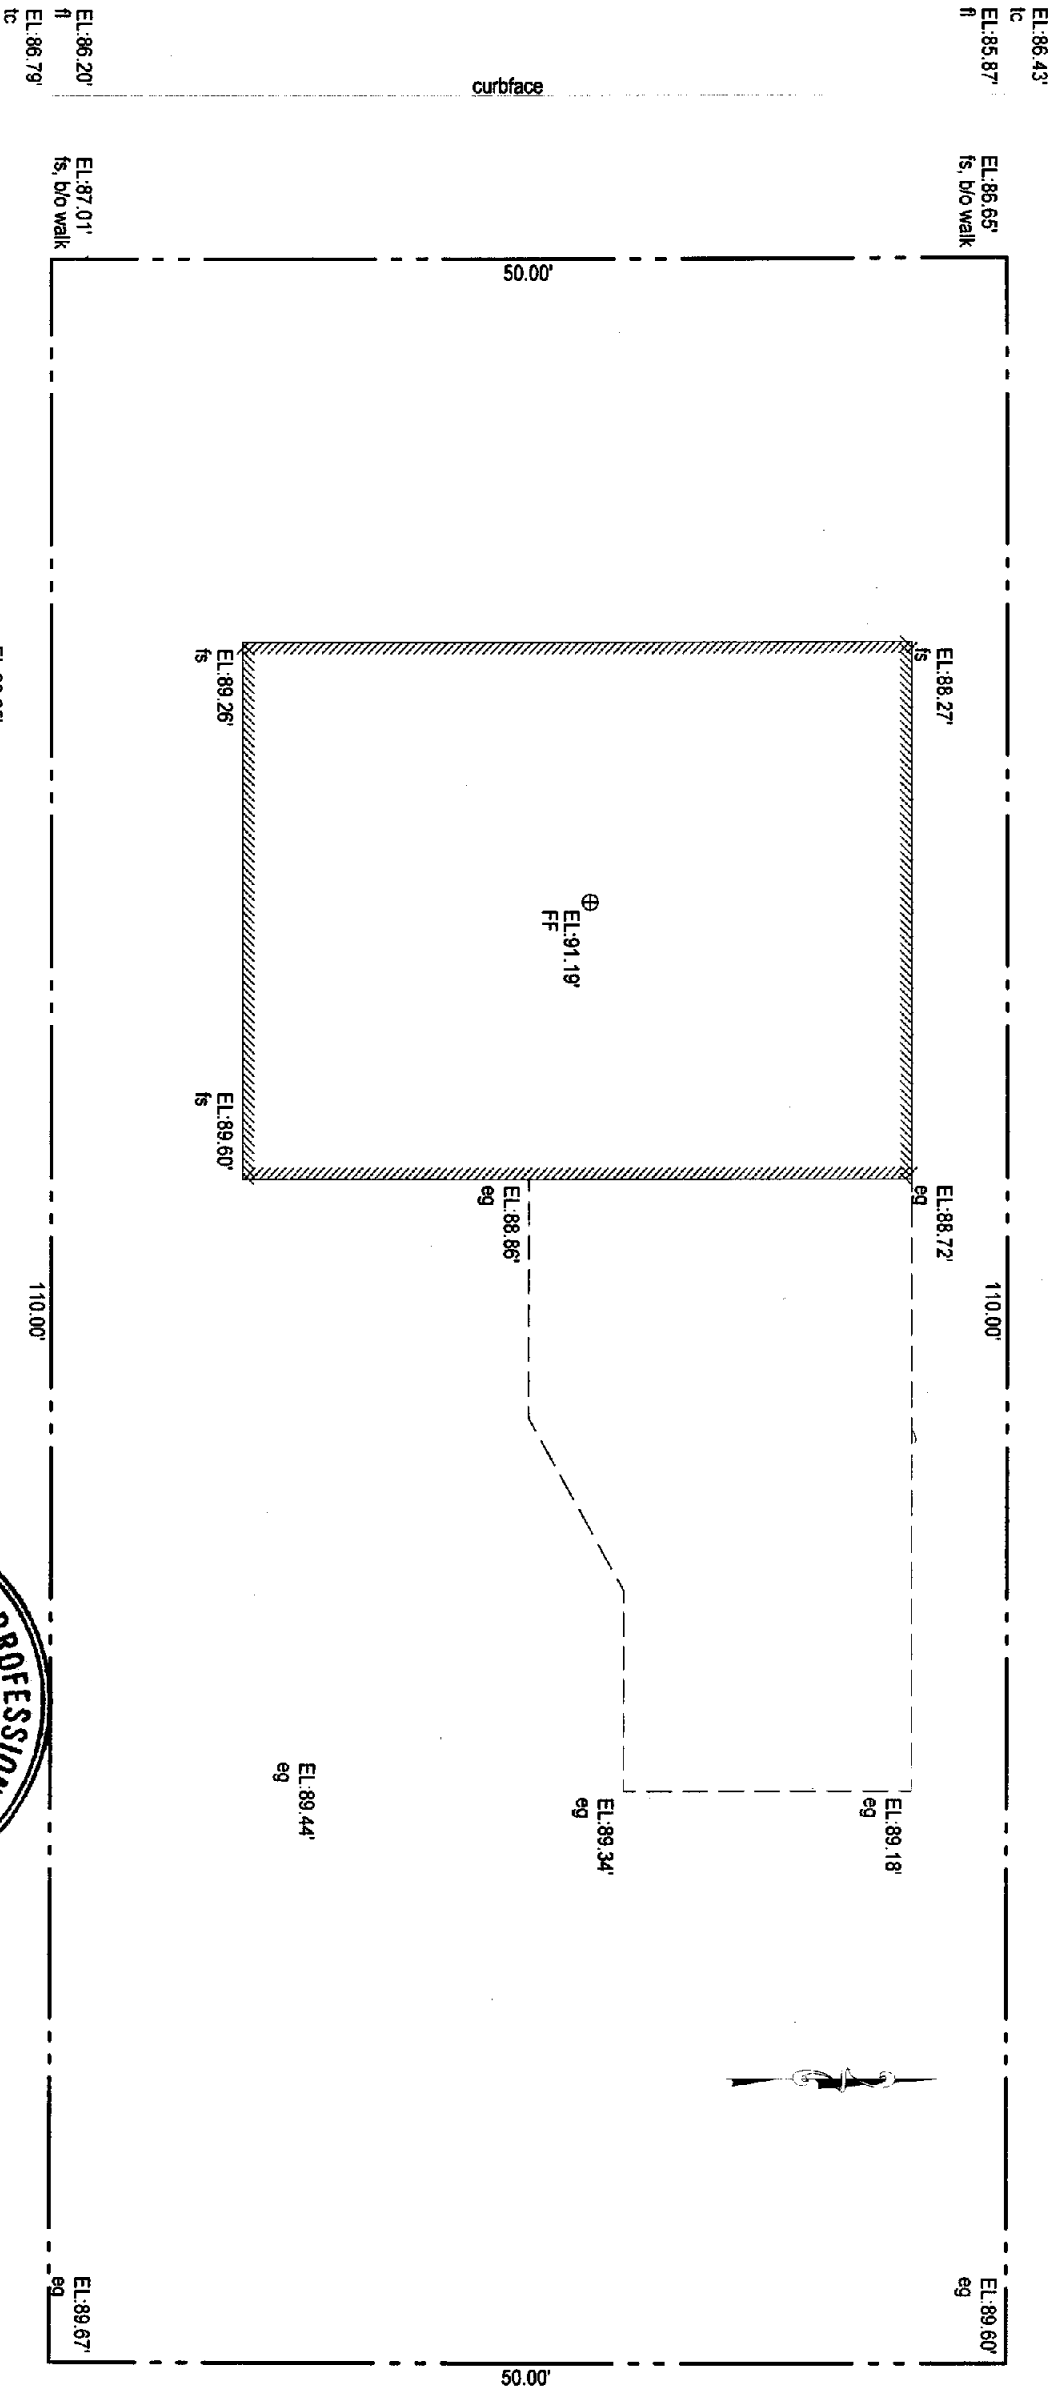 EL:86.43'
tc
EL:85.87'
fl
EL:86.20'
fl
EL:86.79'
tc
curbface
EL:86.65'
fs, b/o walk
EL:87.01'
fs, b/o walk
50.00'
EL:88.27'
fs
EL:89.26'
fs
EL:91.19'
FF
EL:89.60'
fs
EL:88.72'
eg
EL:88.86'
eg
110.00'
110.00'
EL:89.18'
eg
EL:89.34'
eg
EL:89.44'
eg
EL:89.60'
eg
EL:89.67'
eg
50.00'